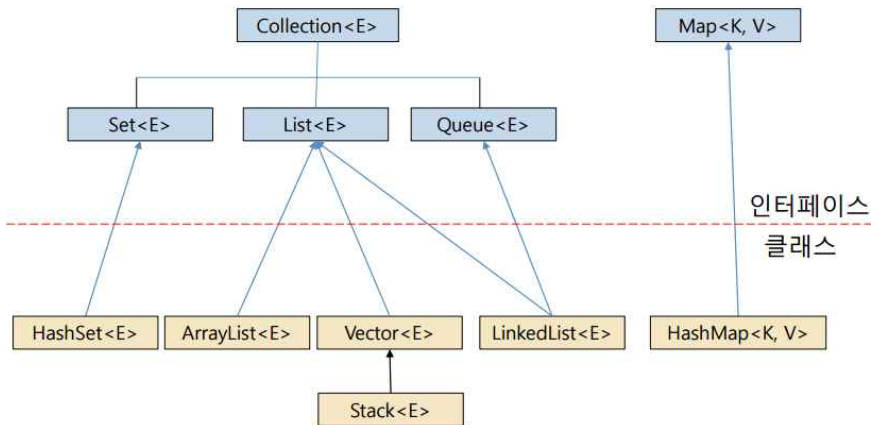 Collection<E>
Map<K, V>
Set<E>
List<E>
Queue<E>
인터페이스
클래스
HashSet<E>
ArrayList<E>
Vector<E>
LinkedList<E>
HashMap<K, V>
Stack<E>